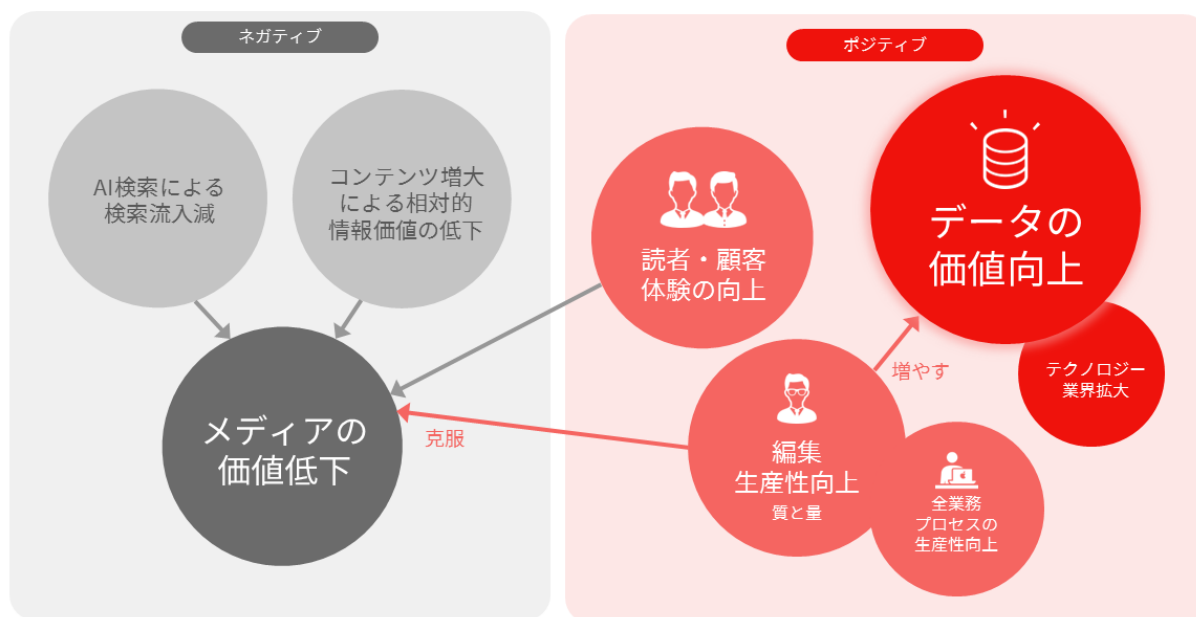 ネガティブ
AI検索による
検索流入減
コンテンツ増大
による相対的
情報価値の低下
メディアの
価値低下
ポジティブ
読者・顧客
体験の向上
データの
価値向上
テクノロジー
業界拡大
増やす
克服
編集
生産性向上
質と量
全業務
プロセスの
生産性向上